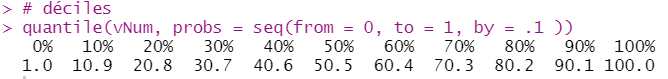 > # déciles
> quantile(vNum, probs = seq(from = 0, to = 1, by = .1 ))
0% 10% 20% 30% 40% 50% 60% 70% 80% 90% 100%
1.0 10.9 20.8 30.7 40.6 50.5 60.4 70.3 80.2 90.1 100.0